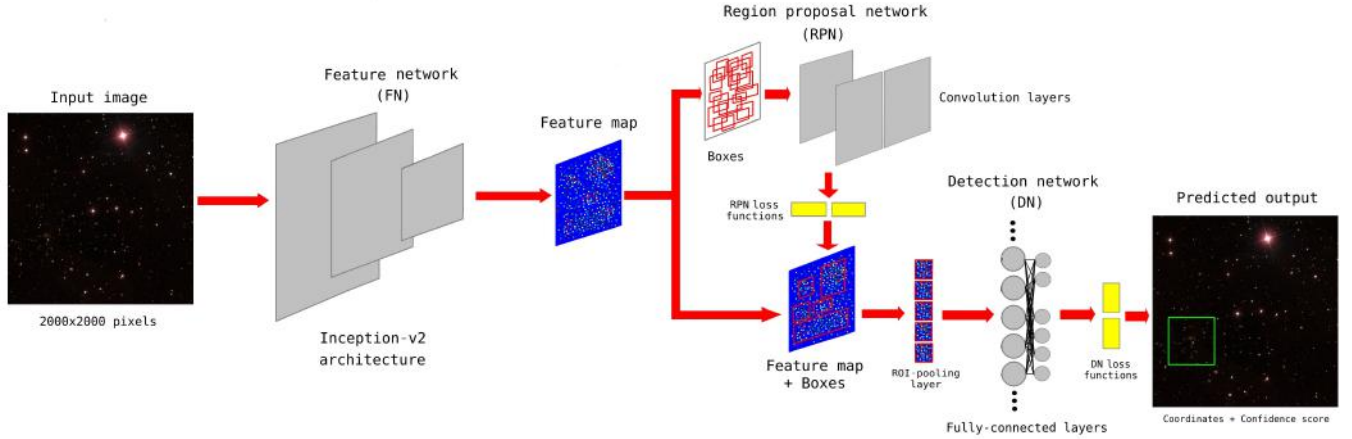 Input image
2000x2000 pixels
Feature network
(FN)
Inception-v2
architecture
Feature map
Region proposal network
(RPN)
Boxes
Convolution layers
RPN loss
functions
Feature map
+ Boxes
ROI-pooling
layer
Detection network
(DN)
Fully-connected layers
DN loss
functions
Predicted output
Coordinates + Confidence score